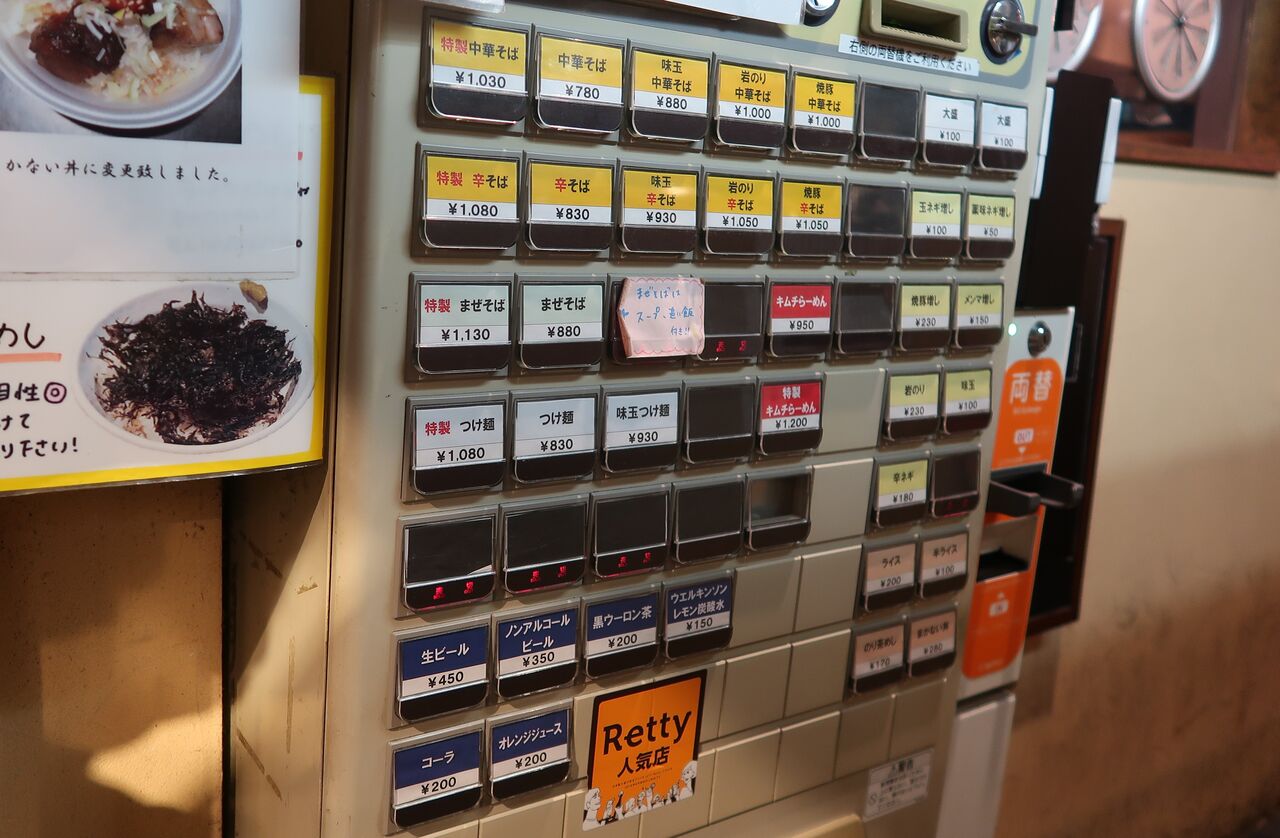 かない丼に変更致しました。
めし
目性◎
けて
り下さい!
右側の両替機をご利用ください
特製中華そば
¥1.030
中華そば
¥780
味玉
中華そば
¥880
岩のり
中華そば
¥1.000
焼豚
中華そば
¥1.000
大盛
¥100
大盛
¥100
特製 辛そば
¥1.080
辛そば
¥830
味玉
辛そば
¥930
岩のり
辛そば
¥1.050
焼豚
辛そば
¥1.050
玉ネギ増し
¥100
薬味ネギ増し
¥50
特製 まぜそば
¥1.130
まぜそば
¥880
まぜそばは
スープ、追い飯
付き!!
キムチらーめん
¥950
焼豚増し
¥230
メンマ増し
¥150
特製 つけ麺
¥1.080
つけ麺
¥830
味玉つけ麺
¥930
特製
キムチらーめん
¥1.200
岩のり
¥230
味玉
¥100
辛ネギ
¥180
ライス
¥200
半ライス
¥100
生ビール
¥450
ノンアルコール
ビール
¥350
黒ウーロン茶
¥200
ウエルキンソン
レモン炭酸水
¥150
のり茶めし
¥170
まかない丼
¥280
コーラ
¥200
オレンジジュース
¥200
Retty
人気店
両替
OUT